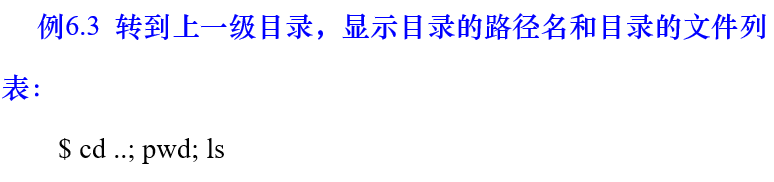 例6.3 转到上一级目录，显示目录的路径名和目录的文件列
表：
$ cd ..; pwd; ls